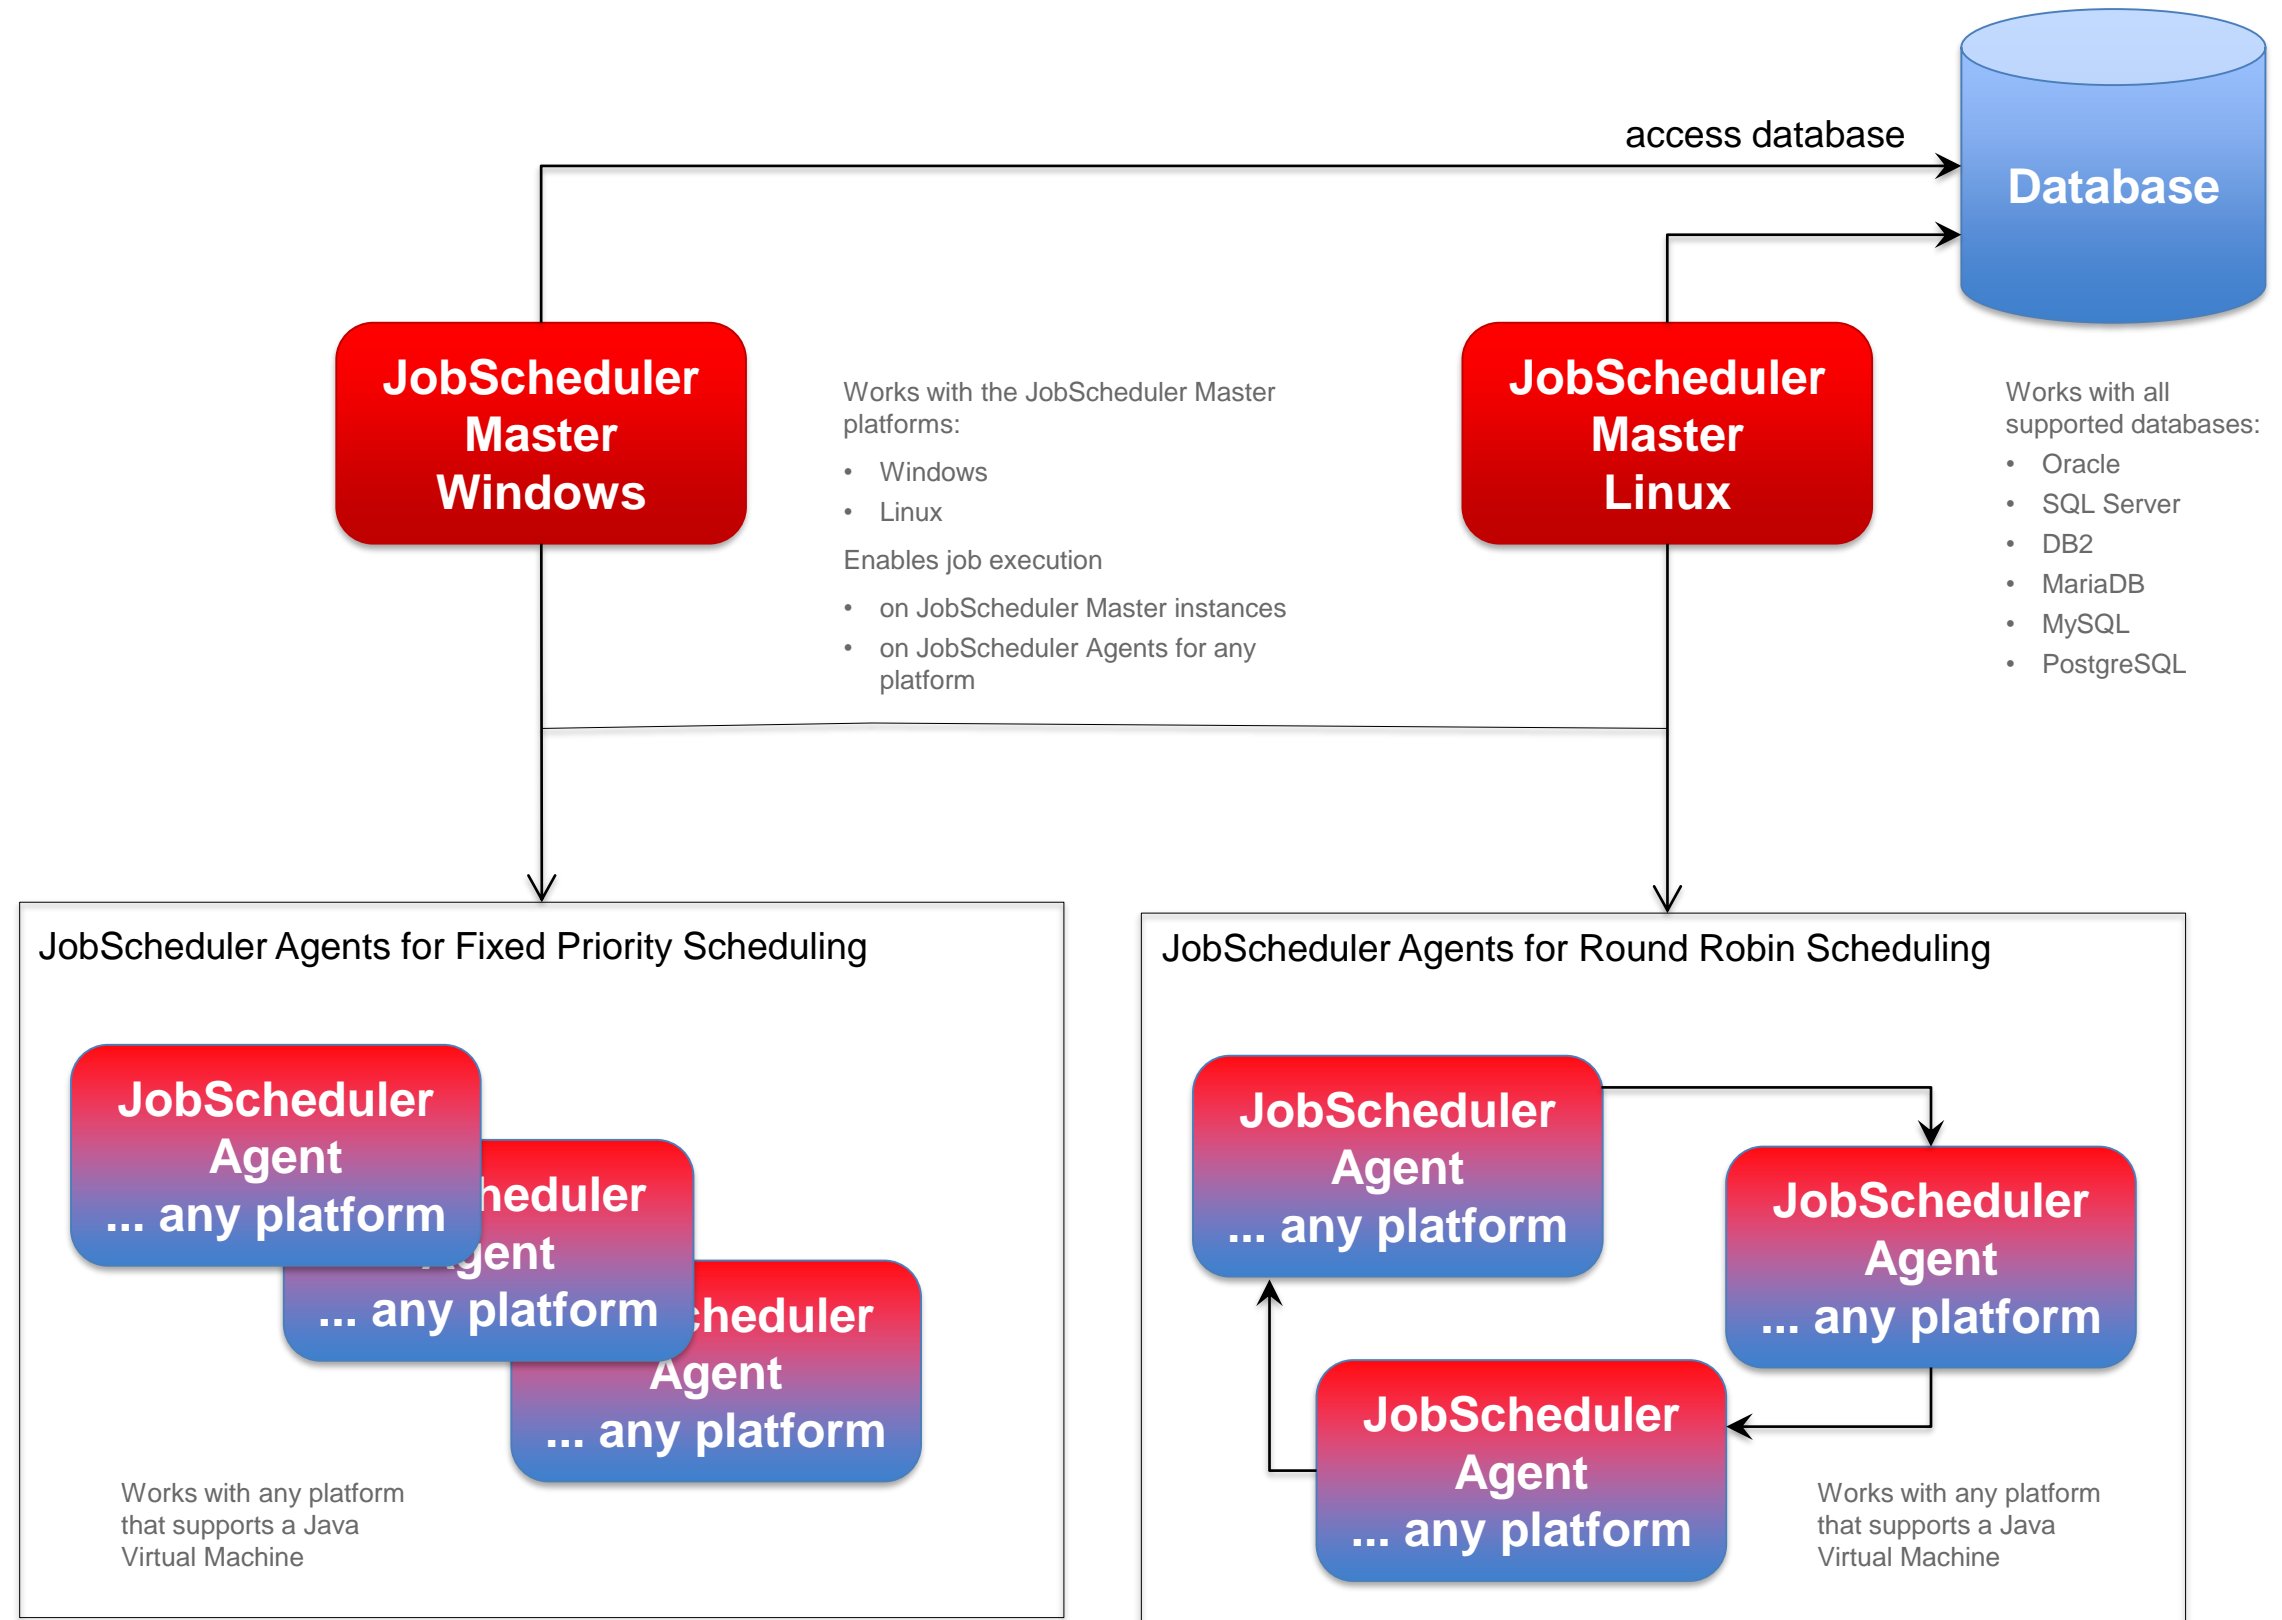 access database
Database
JobScheduler
Master
Windows
Works with the JobScheduler Master
platforms:
• Windows
• Linux
Enables job execution
• on JobScheduler Master instances
• on JobScheduler Agents for any
platform
JobScheduler
Master
Linux
Works with all
supported databases:
• Oracle
• SQL Server
• DB2
• MariaDB
• MySQL
• PostgreSQL
JobScheduler Agents for Fixed Priority Scheduling
JobScheduler
Agent
... any platform
heduler
gent
... any platform
cheduler
Agent
... any platform
Works with any platform
that supports a Java
Virtual Machine
JobScheduler Agents for Round Robin Scheduling
JobScheduler
Agent
... any platform
JobScheduler
Agent
... any platform
JobScheduler
Agent
... any platform
Works with any platform
that supports a Java
Virtual Machine